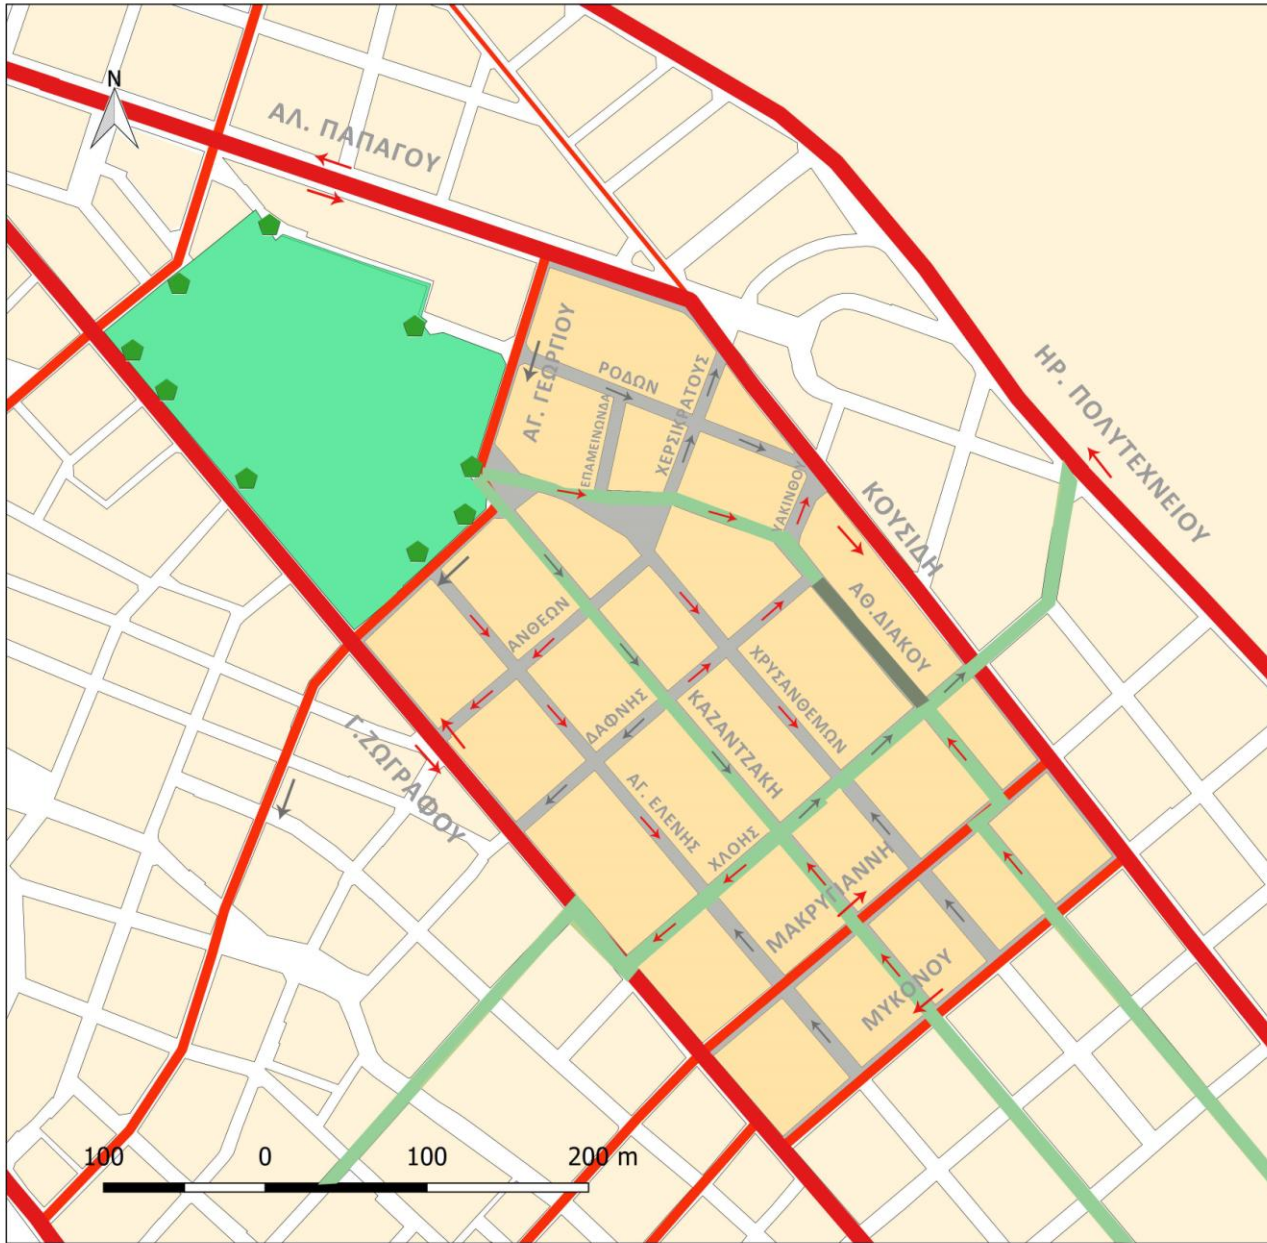 N
ΑΛ. ΠΑΠΑΓΟΥ
ΑΓ. ΓΕΩΡΓΙΟΥ
ΡΟΔΩΝ
ΕΠΑΜΕΙΝΩΝΔΑ
ΧΕΡΣΙΚΡΑΤΟΥΣ
ΥΑΚΙΝΘΟΥ
ΗΡ. ΠΟΛΥΤΕΧΝΕΙΟΥ
ΚΟΥΣΙΔΗ
ΑΘ.ΔΙΑΚΟΥ
ΑΝΘΕΩΝ
ΔΑΦΝΗΣ
ΚΑΖΑΝΤΖΑΚΗ
ΧΡΥΣΑΝΘΕΜΩΝ
Γ.ΖΩΓΡΑΦΟΥ
ΑΓ. ΕΛΕΝΗΣ
ΧΛΟΗΣ
ΜΑΚΡΥΓΙΑΝΝΗ
ΜΥΚΟΝΟΥ
100 0 100 200 m